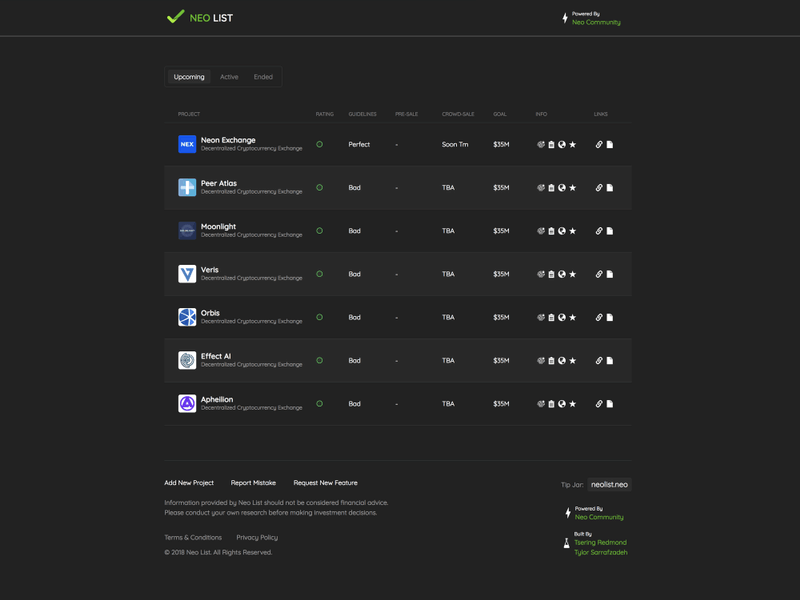 NEO LIST
Powered By
Neo Community
Upcoming Active Ended
PROJECT RATING GUIDELINES PRE-SALE CROWD-SALE GOAL INFO LINKS
NEX
Neon Exchange
Decentralized Cryptocurrency Exchange
Perfect - Soon Tm $35M
Peer Atlas
Decentralized Cryptocurrency Exchange
Bad - TBA $35M
Moonlight
Decentralized Cryptocurrency Exchange
Bad - TBA $35M
Veris
Decentralized Cryptocurrency Exchange
Bad - TBA $35M
Orbis
Decentralized Cryptocurrency Exchange
Bad - TBA $35M
Effect AI
Decentralized Cryptocurrency Exchange
Bad - TBA $35M
Apheilion
Decentralized Cryptocurrency Exchange
Bad - TBA $35M
Add New Project Report Mistake Request New Feature
Tip Jar: neolist.neo
Information provided by Neo List should not be considered financial advice.
Please conduct your own research before making investment decisions.
Powered By
Neo Community
Terms & Conditions Privacy Policy
© 2018 Neo List. All Rights Reserved.
Built By
Tsering Redmond
Tylor Sarrafzadeh